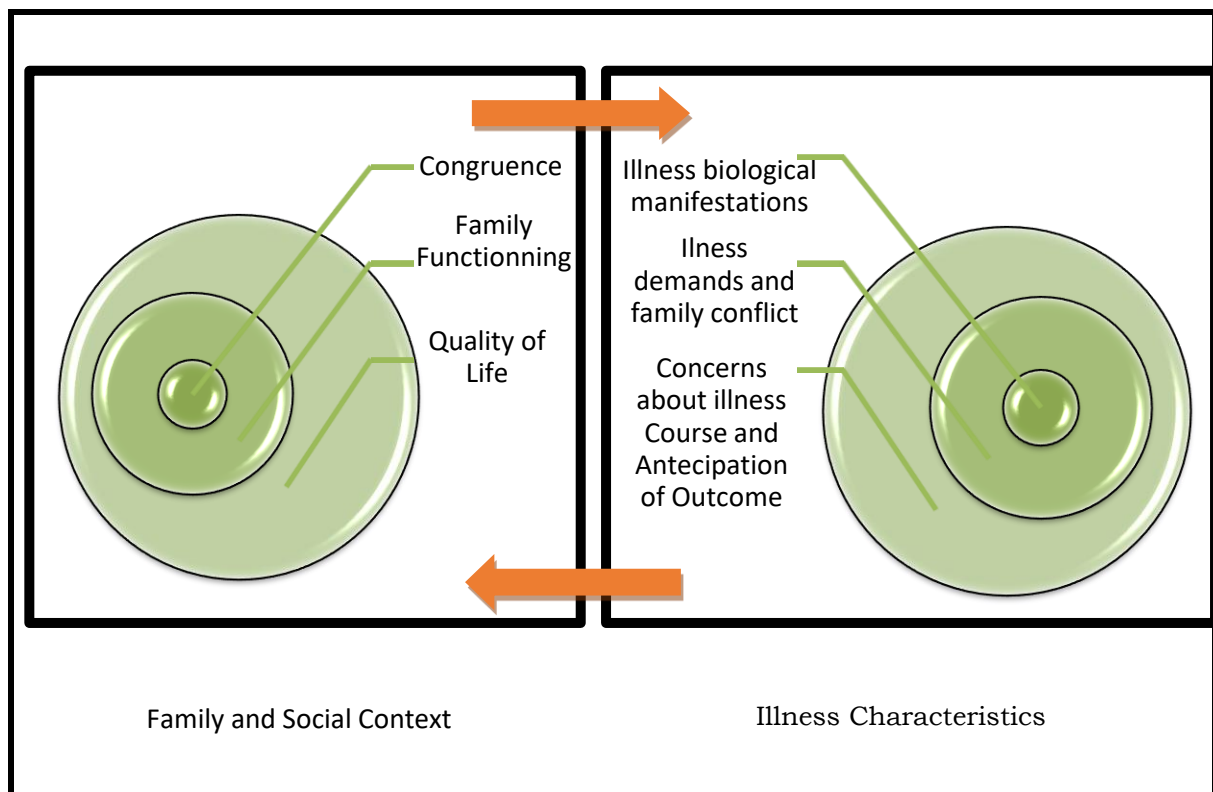 Congruence
Family
Functionning
Quality of
Life
Illness biological
manifestations
Ilness
demands and
family conflict
Concerns
about illness
Course and
Antecipation
of Outcome
Family and Social Context
Illness Characteristics